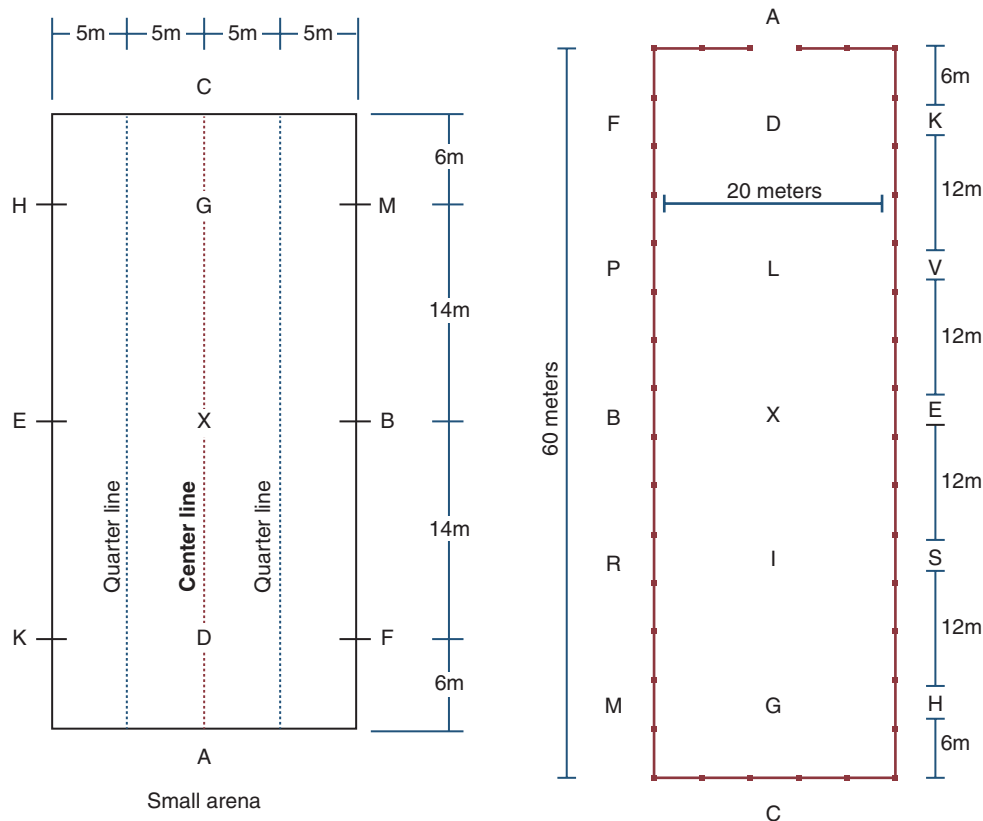 5m 5m 5m 5m
C
6m
H G M
14m
E X B
Quarter line
Center line
Quarter line
14m
K D F
6m
A
Small arena
A
6m
F D K
20 meters
12m
P L V
12m
60 meters
B X E
12m
R I S
12m
M G H
6m
C